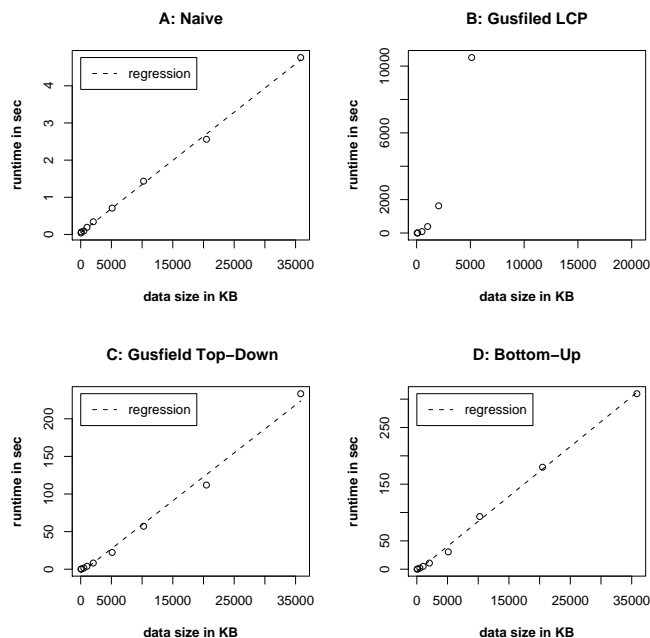 A: Naive
regression
runtime in sec
0
1
2
3
4
0 5000 15000 25000 35000
data size in KB
B: Gusfiled LCP
runtime in sec
0
2000
6000
10000
0 5000 10000 15000 20000
data size in KB
C: Gusfield Top-Down
regression
runtime in sec
0
50
100
150
200
0 5000 15000 25000 35000
data size in KB
D: Bottom-Up
regression
runtime in sec
0
50
150
250
0 5000 15000 25000 35000
data size in KB